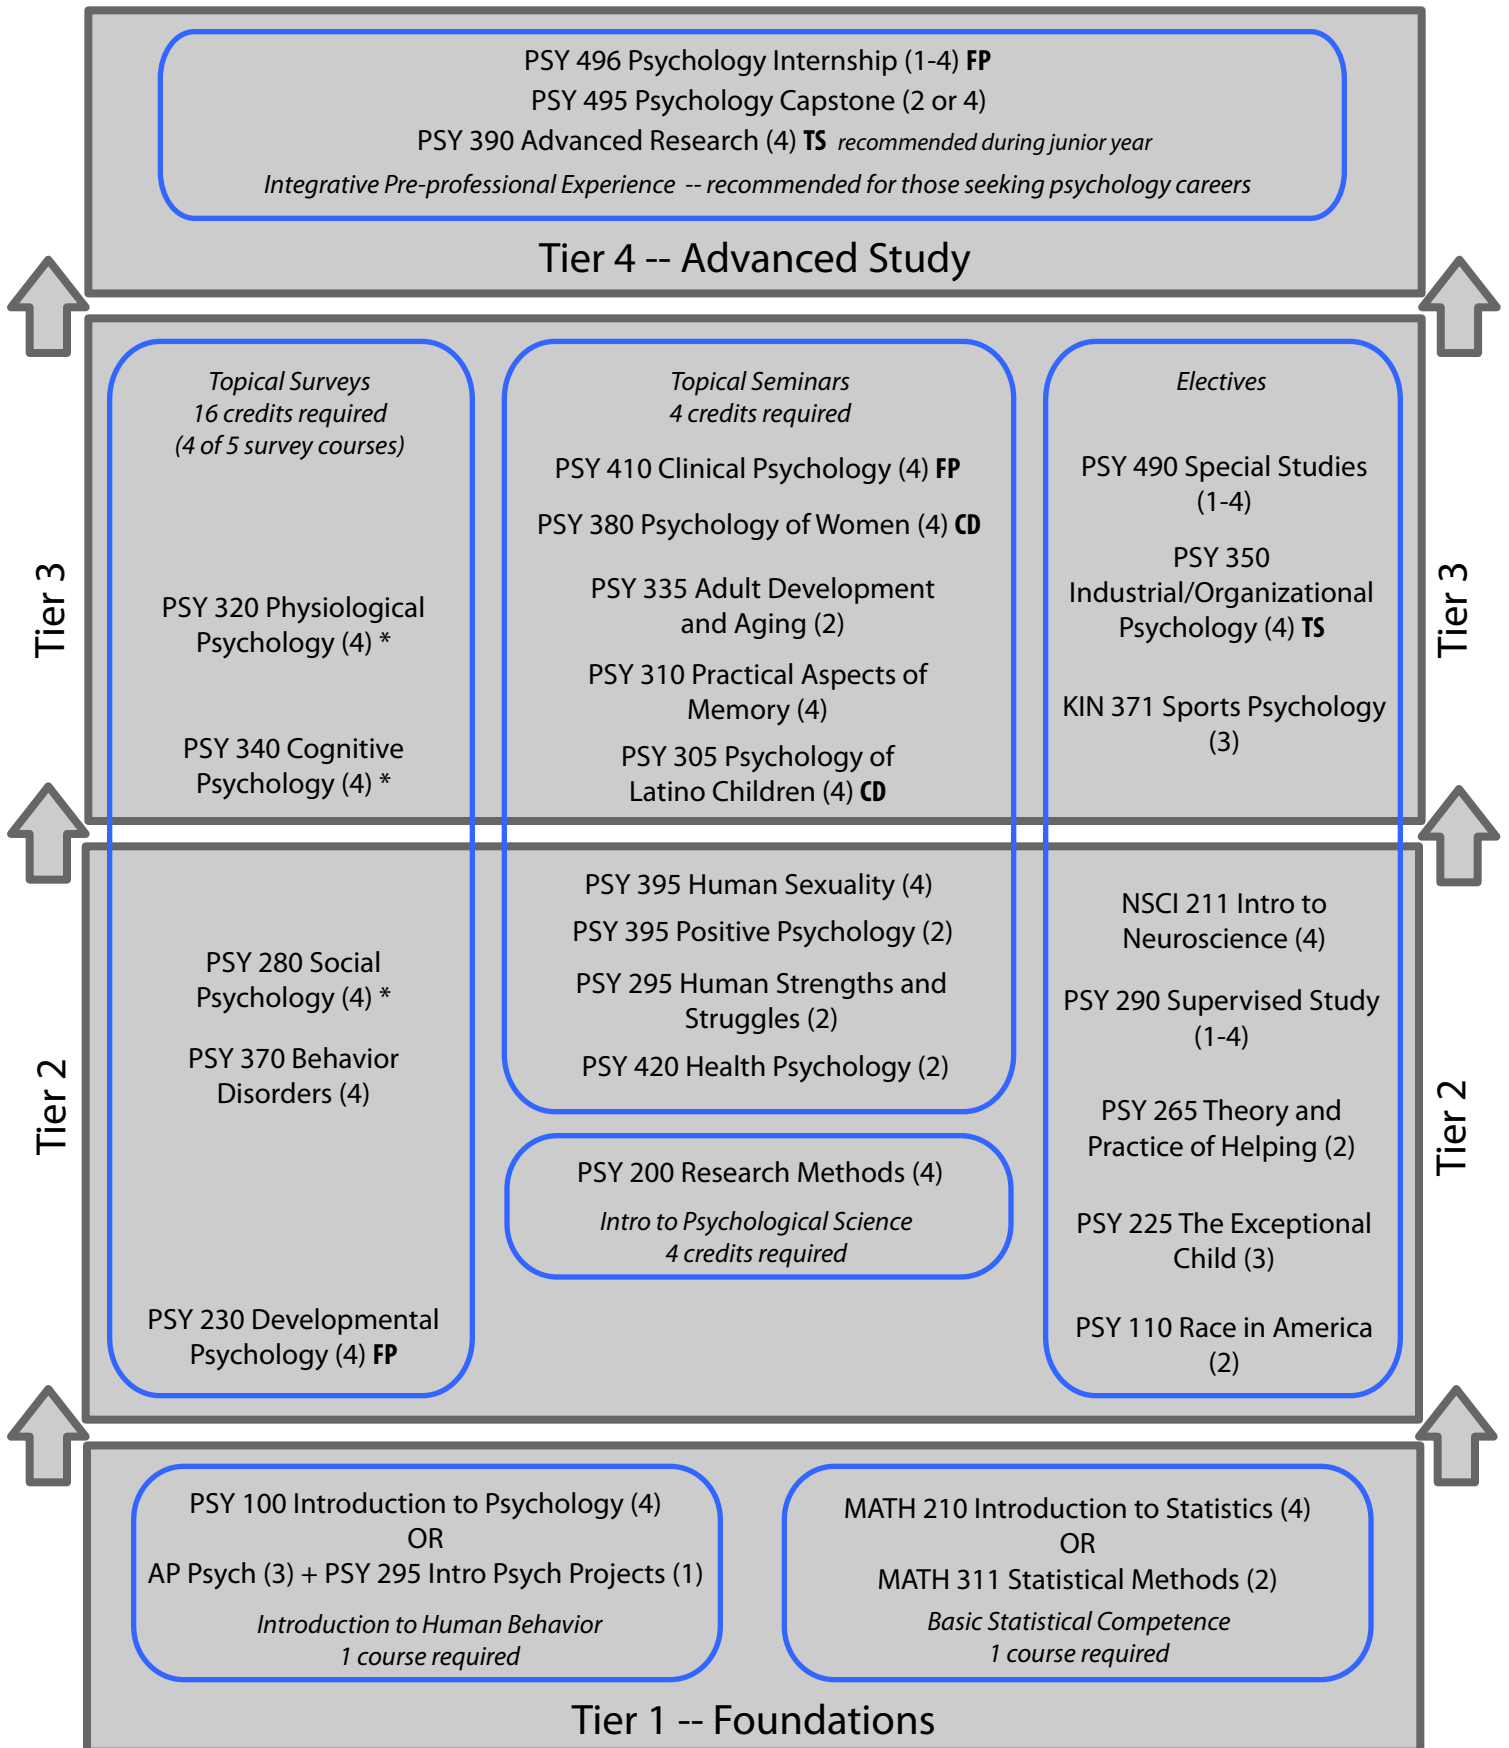 PSY 496 Psychology Internship (1-4) FP
PSY 495 Psychology Capstone (2 or 4)
PSY 390 Advanced Research (4) TS recommended during junior year
Integrative Pre-professional Experience -- recommended for those seeking psychology careers
Tier 4 -- Advanced Study
Tier 3
Topical Surveys
16 credits required
(4 of 5 survey courses)
PSY 320 Physiological
Psychology (4) *
PSY 340 Cognitive
Psychology (4) *
Topical Seminars
4 credits required
PSY 410 Clinical Psychology (4) FP
PSY 380 Psychology of Women (4) CD
PSY 335 Adult Development
and Aging (2)
PSY 310 Practical Aspects of
Memory (4)
PSY 305 Psychology of
Latino Children (4) CD
Electives
PSY 490 Special Studies
(1-4)
PSY 350
Industrial/Organizational
Psychology (4) TS
KIN 371 Sports Psychology
(3)
Tier 3
Tier 2
PSY 280 Social
Psychology (4) *
PSY 370 Behavior
Disorders (4)
PSY 230 Developmental
Psychology (4) FP
PSY 395 Human Sexuality (4)
PSY 395 Positive Psychology (2)
PSY 295 Human Strengths and
Struggles (2)
PSY 420 Health Psychology (2)
PSY 200 Research Methods (4)
Intro to Psychological Science
4 credits required
NSCI 211 Intro to
Neuroscience (4)
PSY 290 Supervised Study
(1-4)
PSY 265 Theory and
Practice of Helping (2)
PSY 225 The Exceptional
Child (3)
PSY 110 Race in America
(2)
Tier 2
PSY 100 Introduction to Psychology (4)
OR
AP Psych (3) + PSY 295 Intro Psych Projects (1)
Introduction to Human Behavior
1 course required
MATH 210 Introduction to Statistics (4)
OR
MATH 311 Statistical Methods (2)
Basic Statistical Competence
1 course required
Tier 1 -- Foundations